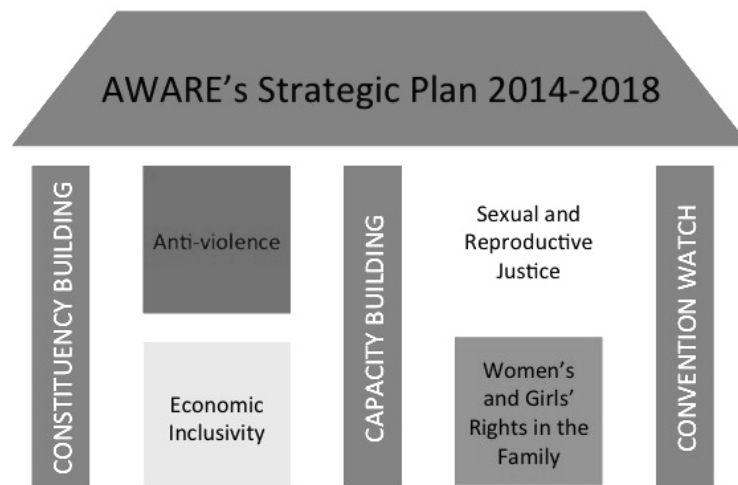 AWARE’s Strategic Plan 2014-2018
CONSTITUENCY BUILDING
Anti-violence
Economic
Inclusivity
CAPACITY BUILDING
Sexual and
Reproductive
Justice
Women’s
and Girls’
Rights in the
Family
CONVENTION WATCH